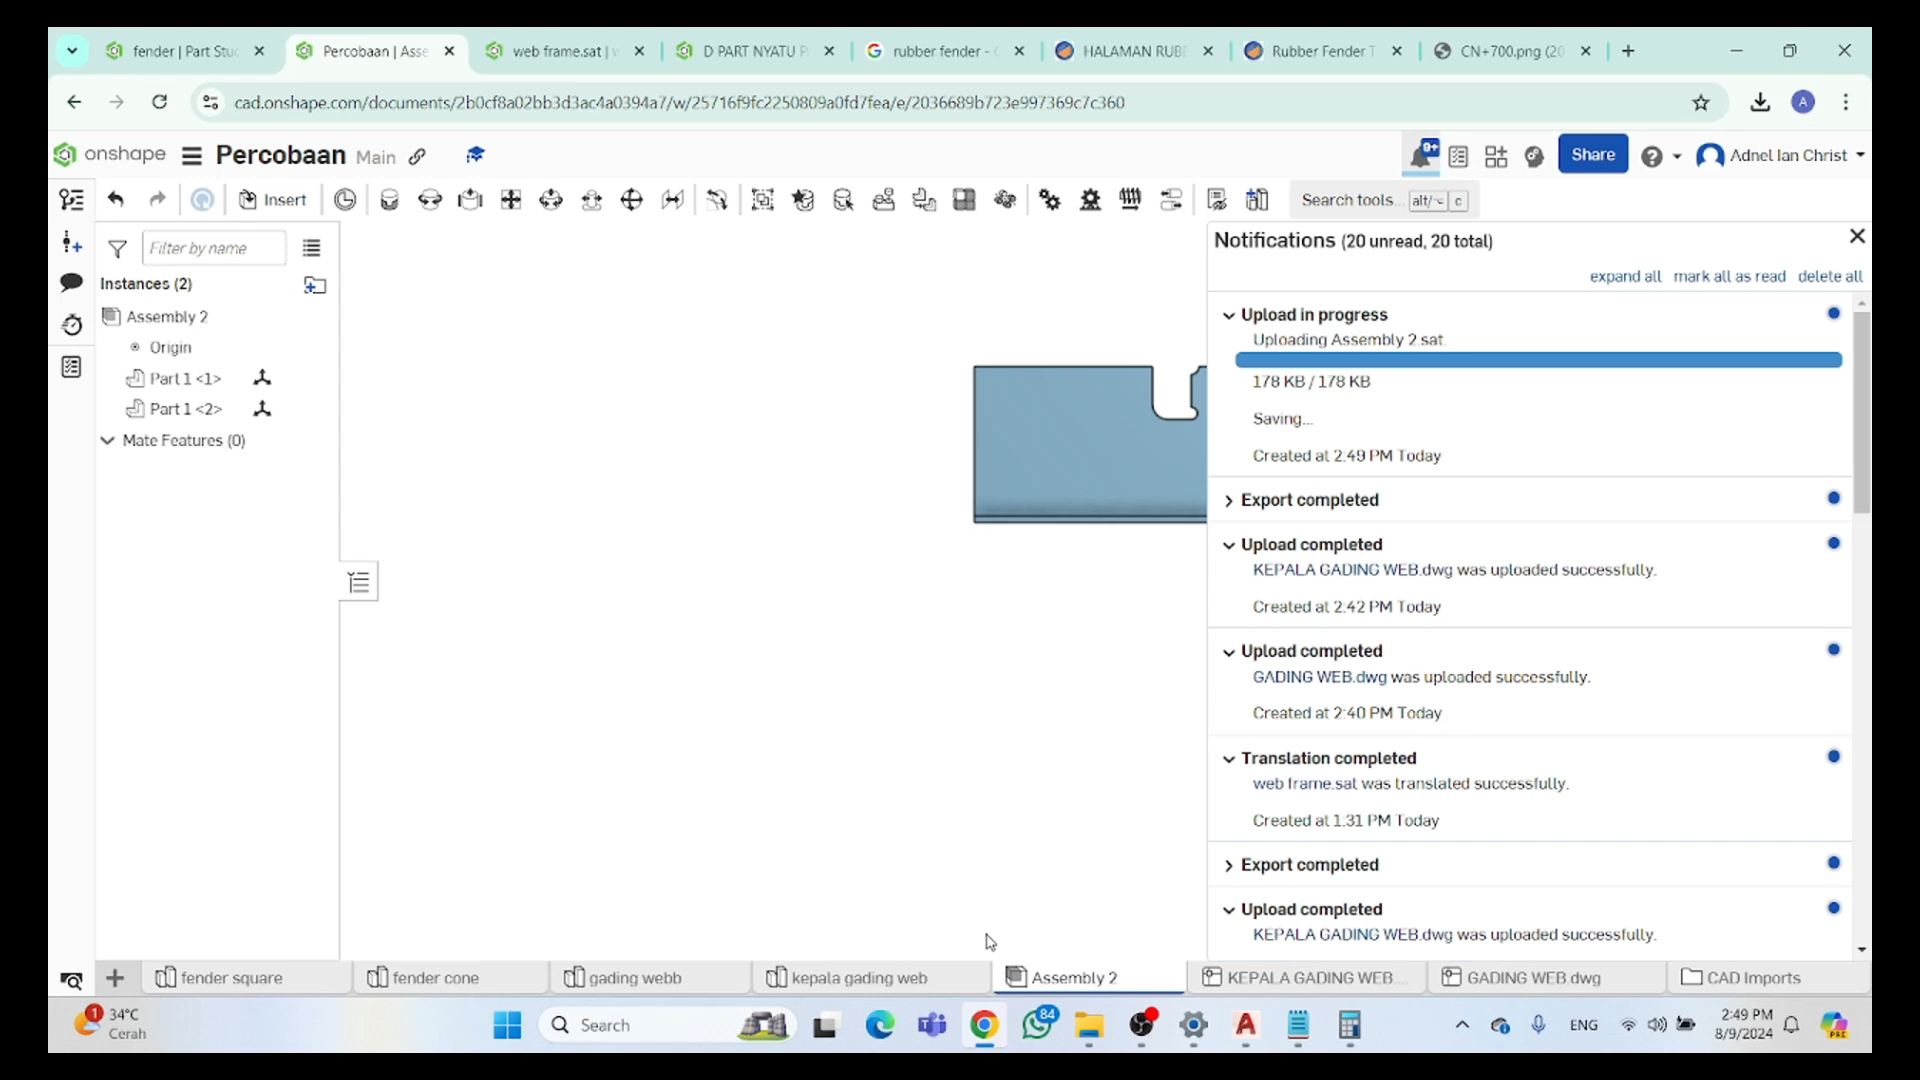 fender | Part Stuc
Percobaan | Asse
web frame.sat | w
D PART NYATU P
rubber fender - G
HALAMAN RUBE
Rubber Fender T
CN+700.png (20
cad.onshape.com/documents/2b0cf8a02bb3d3ac4a0394a7/w/25716f9fc2250809a0fd7fea/e/2036689b723e997369c7c360
A
onshape
Percobaan Main
9+
Share
Adnel Ian Christ
Insert
Search tools... alt/⌥ c
Filter by name
Instances (2)
Assembly 2
Origin
Part 1 <1>
Part 1 <2>
Mate Features (0)
Notifications (20 unread, 20 total)
expand all mark all as read delete all
Upload in progress
Uploading Assembly 2.sat.
178 KB / 178 KB
Saving...
Created at 2:49 PM Today
Export completed
Upload completed
KEPALA GADING WEB.dwg was uploaded successfully.
Created at 2:42 PM Today
Upload completed
GADING WEB.dwg was uploaded successfully.
Created at 2:40 PM Today
Translation completed
web frame.sat was translated successfully.
Created at 1:31 PM Today
Export completed
Upload completed
KEPALA GADING WEB.dwg was uploaded successfully.
fender square
fender cone
gading webb
kepala gading web
Assembly 2
KEPALA GADING WEB....
GADING WEB.dwg
CAD Imports
1
34°C
Cerah
Search
84
ENG
2:49 PM
8/9/2024
PRE